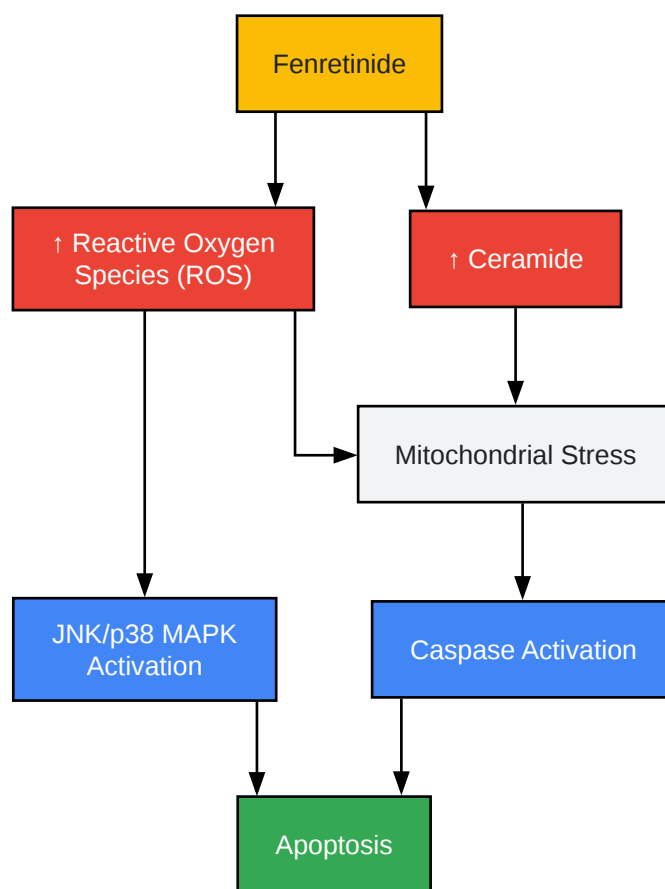 Fenretinide
↑ Reactive Oxygen
Species (ROS)
↑ Ceramide
Mitochondrial Stress
JNK/p38 MAPK
Activation
Caspase Activation
Apoptosis